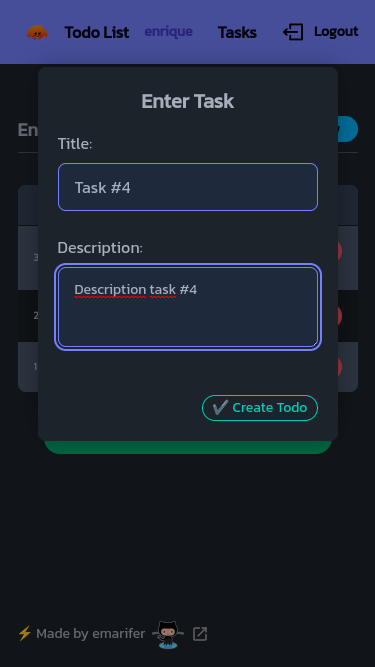 Todo List enrique Tasks Logout
Enter Task
En
Title:
Task #4
Description:
3
Description task #4
2
1
✔ Create Todo
⚡ Made by emarifer